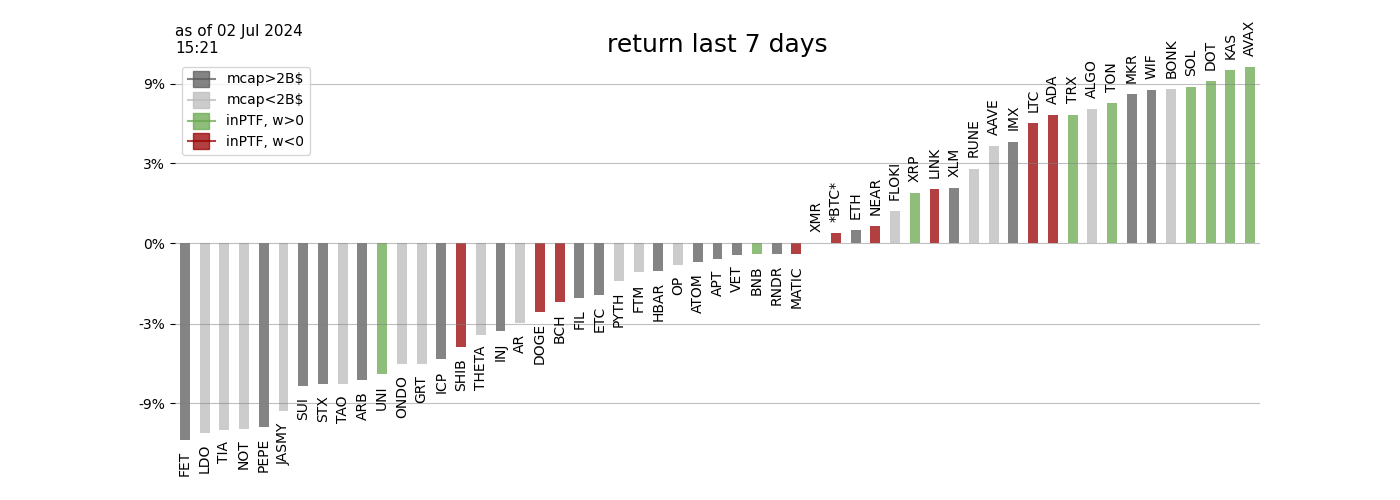 as of 02 Jul 2024
15:21
return last 7 days
mcap>2B$
mcap<2B$
inPTF, w>0
inPTF, w<0
9%
3%
0%
-3%
-9%
FET
LDO
TIA
NOT
PEPE
JASMY
SUI
STX
TAO
ARB
UNI
ONDO
GRT
ICP
SHIB
THETA
INJ
AR
DOGE
BCH
FIL
ETC
PYTH
FTM
HBAR
OP
ATOM
APT
VET
BNB
RNDR
MATIC
XMR
*BTC*
ETH
NEAR
FLOKI
XRP
LINK
XLM
RUNE
AAVE
IMX
LTC
ADA
TRX
ALGO
TON
MKR
WIF
BONK
SOL
DOT
KAS
AVAX